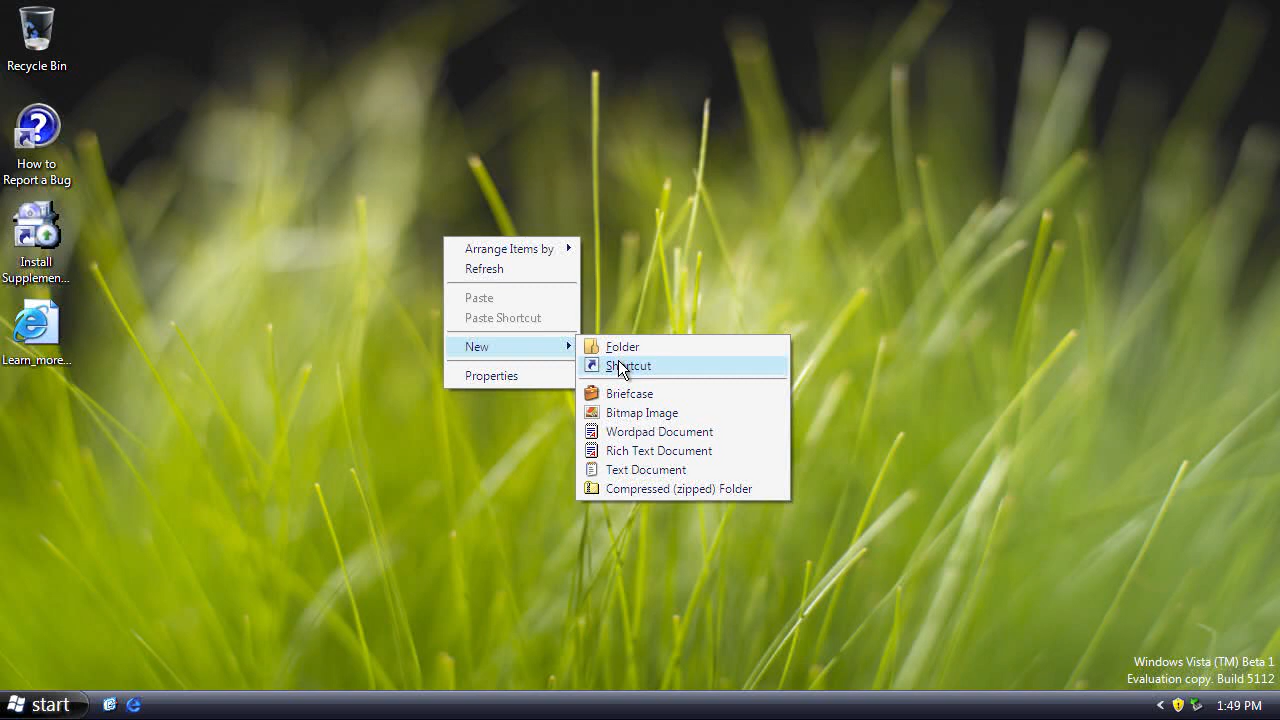 Recycle Bin
How to
Report a Bug
Install
Supplemen...
Learn_more...
Arrange Items by
Refresh
Paste
Paste Shortcut
New
Properties
Folder
Shortcut
Briefcase
Bitmap Image
Wordpad Document
Rich Text Document
Text Document
Compressed (zipped) Folder
Windows Vista (TM) Beta 1
Evaluation copy. Build 5112
start
1:49 PM